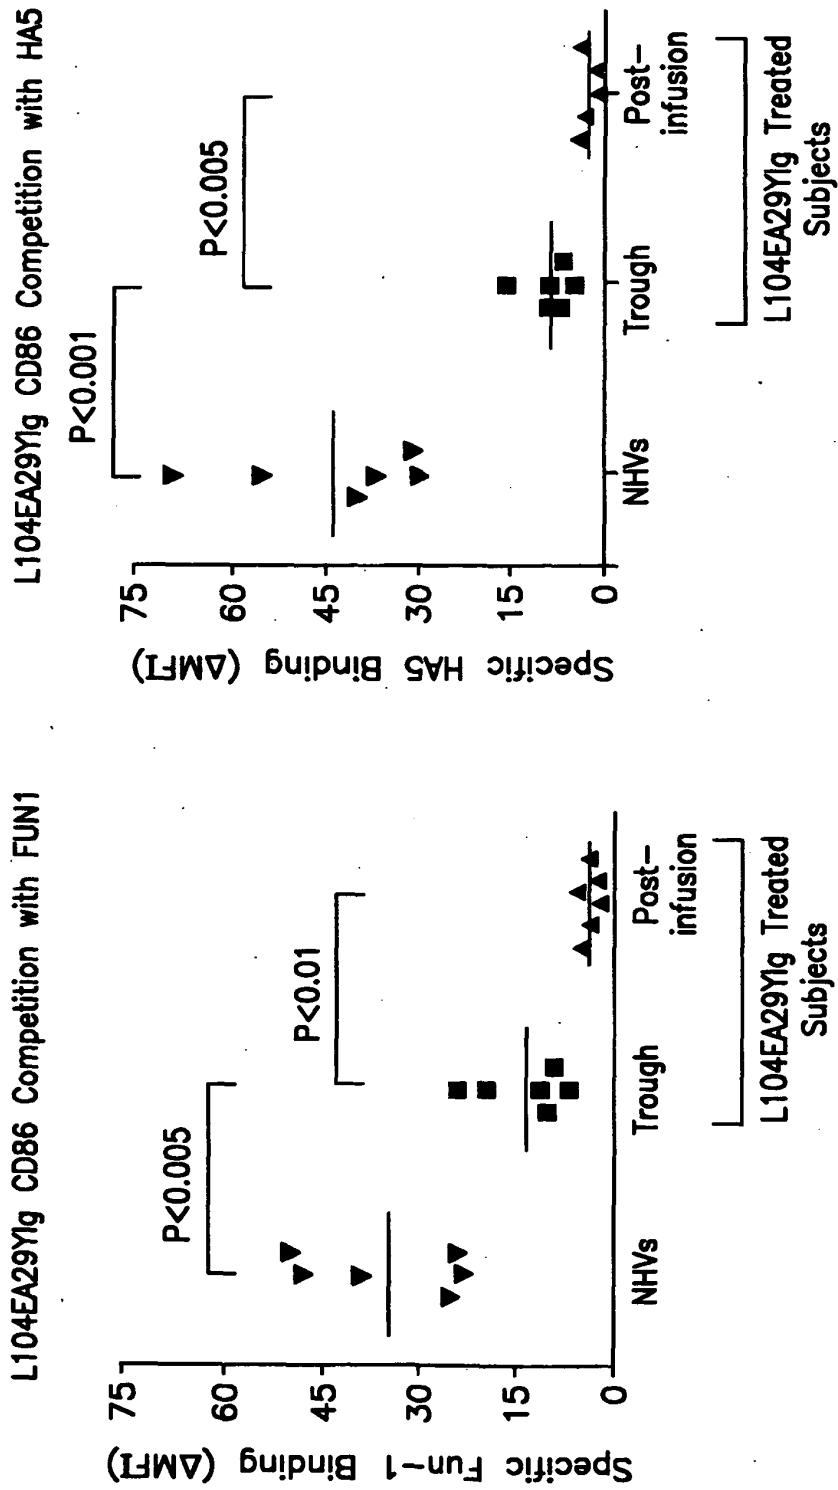 L104EA29YIg CD86 Competition with FUN1
Specific Fun-1 Binding (ΔMFI)
75
60
45
30
15
0
P<0.005
P<0.01
NHVs
Trough
Post-
infusion
L104EA29YIg Treated
Subjects
L104EA29YIg CD86 Competition with HA5
Specific HA5 Binding (ΔMFI)
75
60
45
30
15
0
P<0.001
P<0.005
NHVs
Trough
Post-
infusion
L104EA29YIg Treated
Subjects